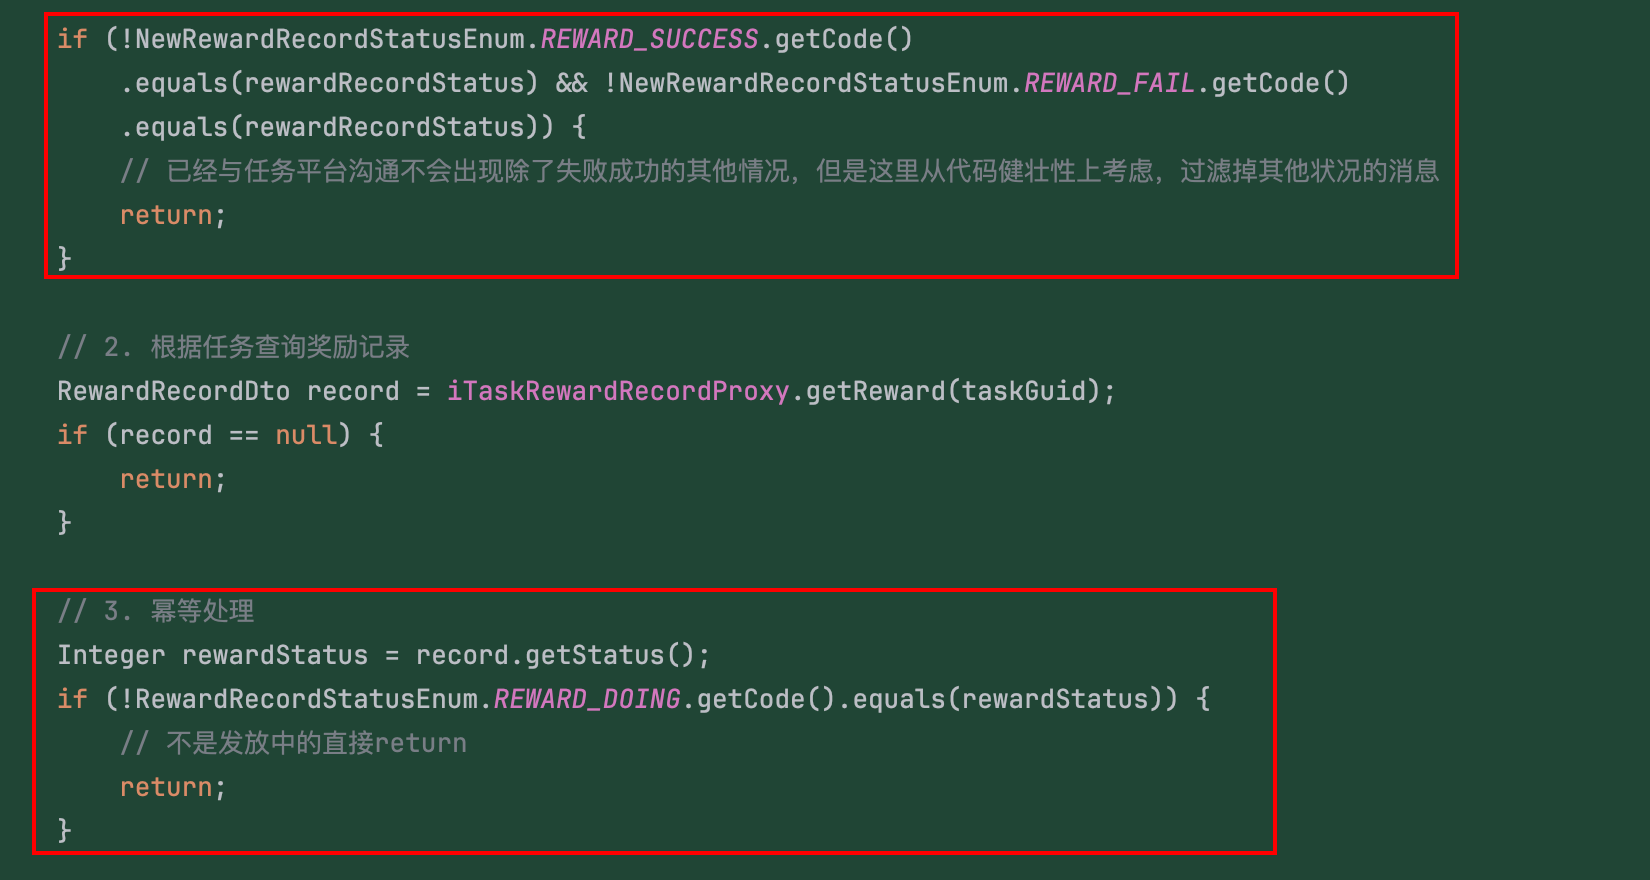 if (!NewRewardRecordStatusEnum.REWARD_SUCCESS.getCode()
.equals(rewardRecordStatus) && !NewRewardRecordStatusEnum.REWARD_FAIL.getCode()
.equals(rewardRecordStatus)) {
// 已经与任务平台沟通不会出现除了失败成功的其他情况，但是这里从代码健壮性上考虑，过滤掉其他状况的消息
return;
}
// 2. 根据任务查询奖励记录
RewardRecordDto record = iTaskRewardRecordProxy.getReward(taskGuid);
if (record == null) {
return;
}
// 3. 幂等处理
Integer rewardStatus = record.getStatus();
if (!RewardRecordStatusEnum.REWARD_DOING.getCode().equals(rewardStatus)) {
// 不是发放中的直接return
return;
}